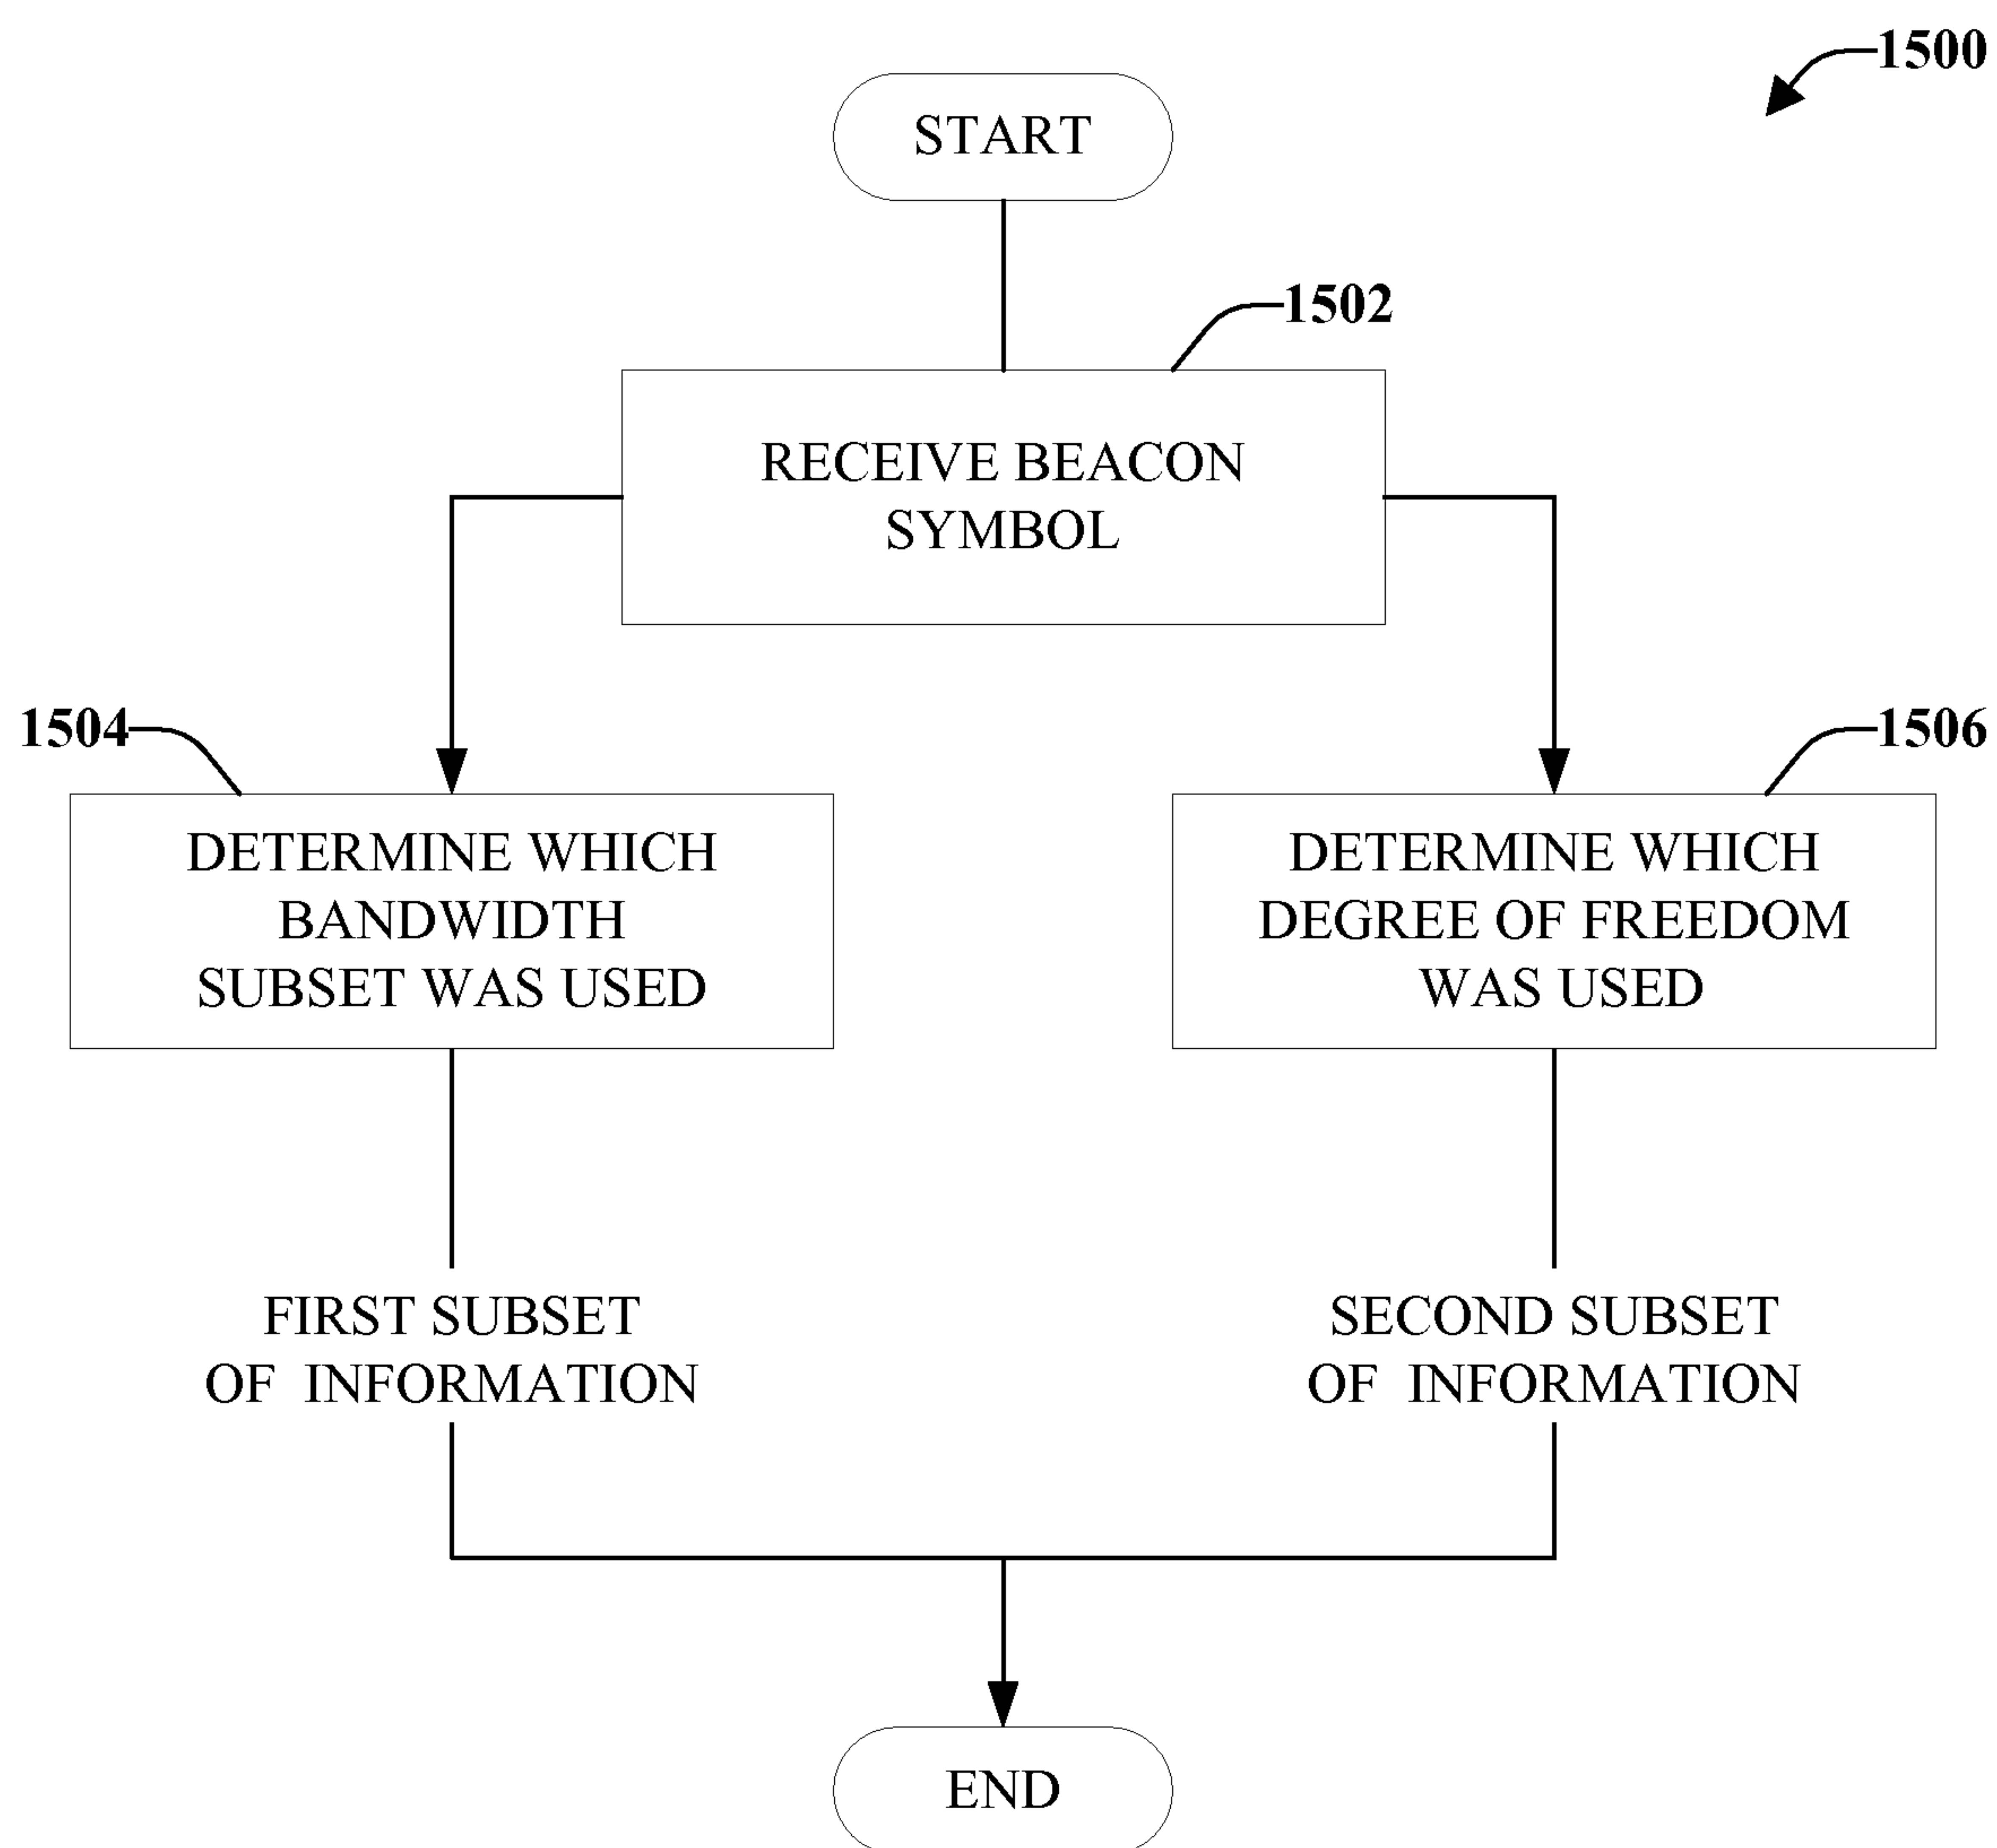 1500
START
1502
RECEIVE BEACON
SYMBOL
1504
1506
DETERMINE WHICH
BANDWIDTH
SUBSET WAS USED
DETERMINE WHICH
DEGREE OF FREEDOM
WAS USED
FIRST SUBSET
OF INFORMATION
SECOND SUBSET
OF INFORMATION
END